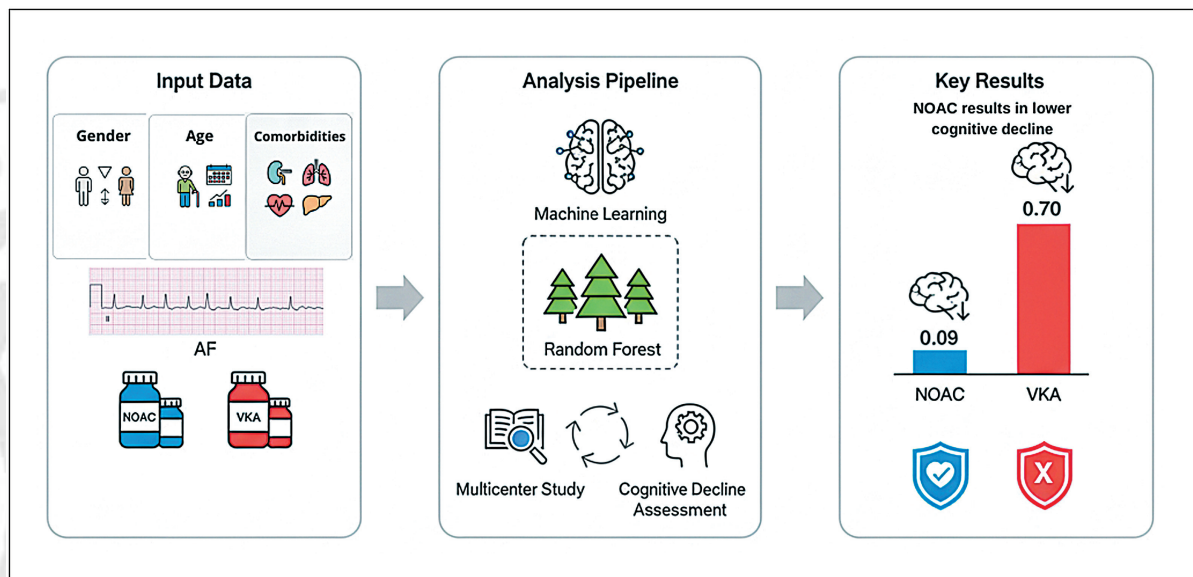 Input Data
Gender
Age
Comorbidities
II
AF
NOAC
VKA
Analysis Pipeline
Machine Learning
Random Forest
Multicenter Study
Cognitive Decline
Assessment
Key Results
NOAC results in lower
cognitive decline
0.70
0.09
NOAC
VKA
X